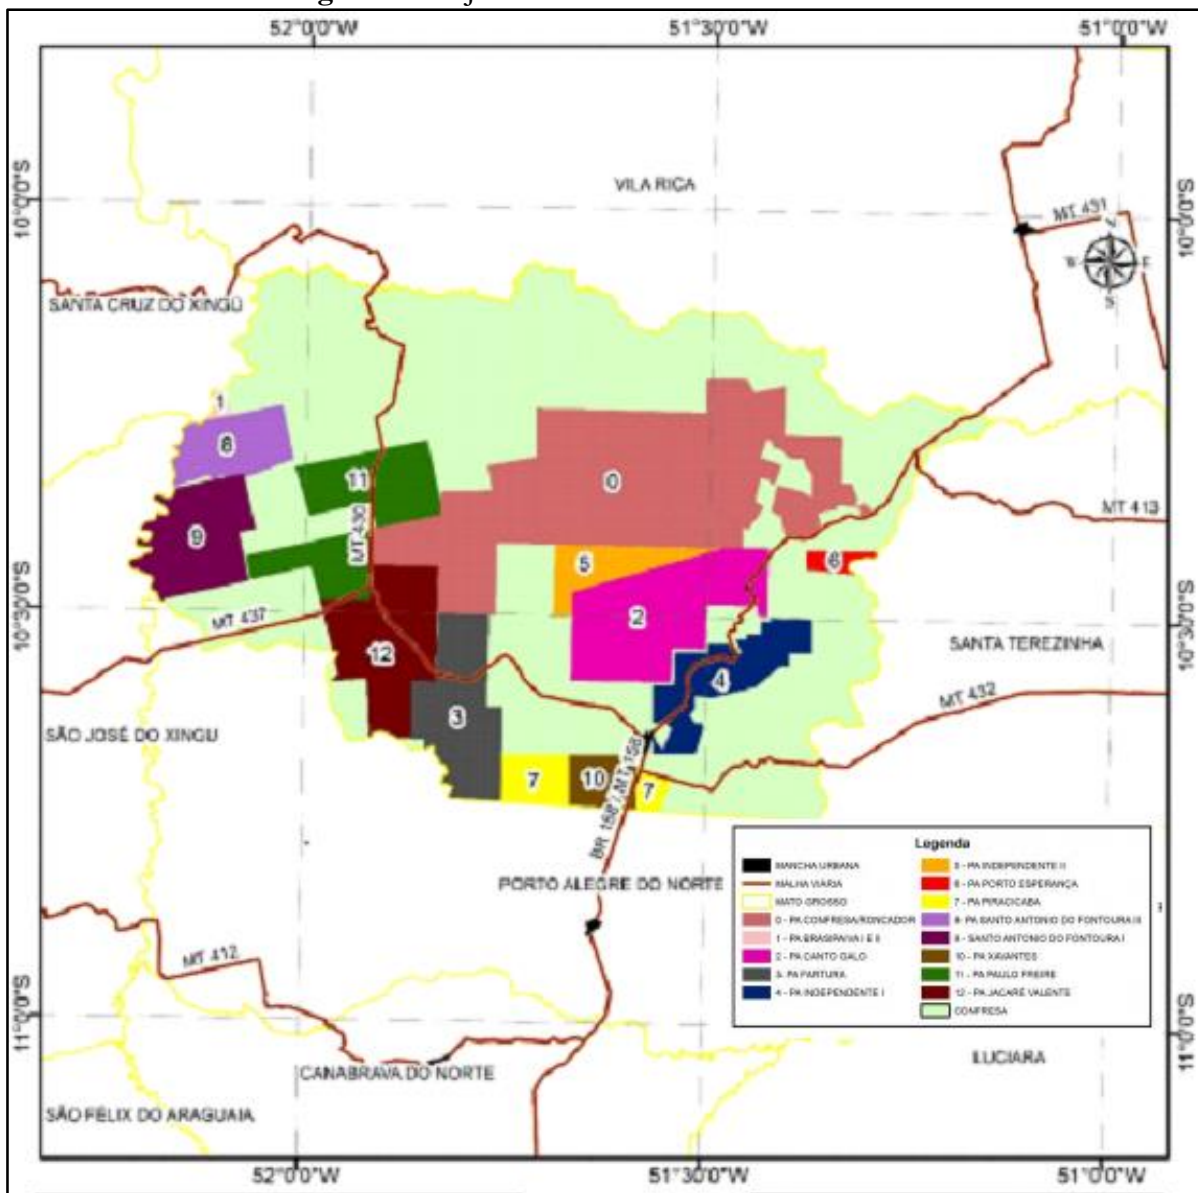 52°0'0"W 51°30'0"W 51°0'0"W
10°0'0"S
10°0'0"S
VILA RICA
MT 431
W E
S
SANTA CRUZ DO XINGÚ
1
8
11
0
9
MT 430
MT 413
5
6
10°30'0"S
10°30'0"S
MT 437
2
SANTA TEREZINHA
12
4
MT 432
3
SÃO JOSÉ DO XINGU
7
10
7
BR 158 / MT 158
PORTO ALEGRE DO NORTE
Legenda
MANCHA URBANA
MALHA VIÁRIA
MATO GROSSO
0 - PA CONFRESA/RONCADOR
1 - PA BRASIPAIVA I E II
2 - PA CANTO GALO
3- PA FARTURA
4 - PA INDEPENDENTE I
5 - PA INDEPENDENTE II
6 - PA PORTO ESPERANÇA
7 - PA PIRACICABA
8- PA SANTO ANTONIO DO FONTOURA III
9 - SANTO ANTONIO DO FONTOURA I
10 - PA XAVANTES
11 - PA PAULO FREIRE
12 - PA JACARÉ VALENTE
CONFRESA
MT 412
11°0'0"S
11°0'0"S
CANABRAVA DO NORTE
LUCIARA
SÃO FÉLIX DO ARAGUAIA
52°0'0"W 51°30'0"W 51°0'0"W